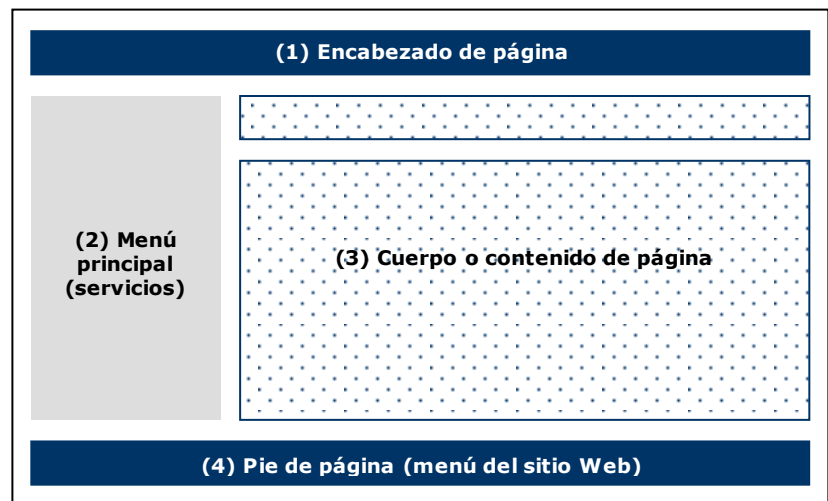 (1) Encabezado de página
(2) Menú
principal
(servicios)
(3) Cuerpo o contenido de página
(4) Pie de página (menú del sitio Web)